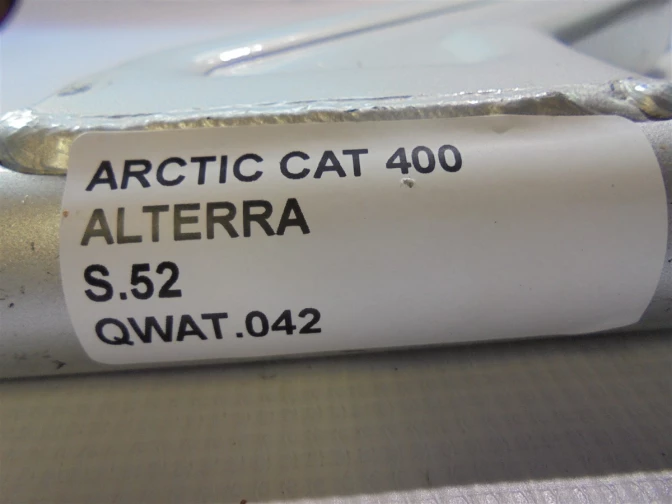 ARCTIC CAT 400
ALTERRA
S.52
QWAT.042